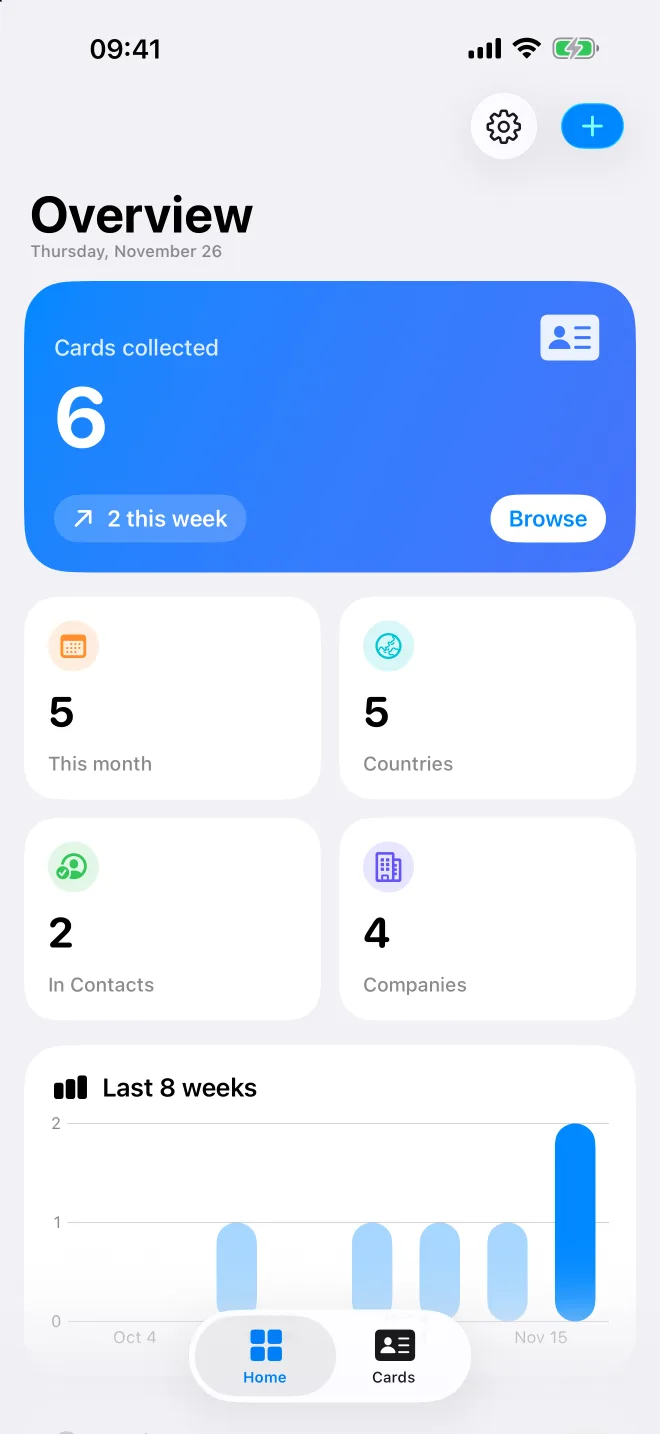 09:41
Overview
Thursday, November 26
Cards collected
6
2 this week
Browse
5
This month
5
Countries
2
In Contacts
4
Companies
Last 8 weeks
2
1
0
Oct 4
Nov 15
Home
Cards